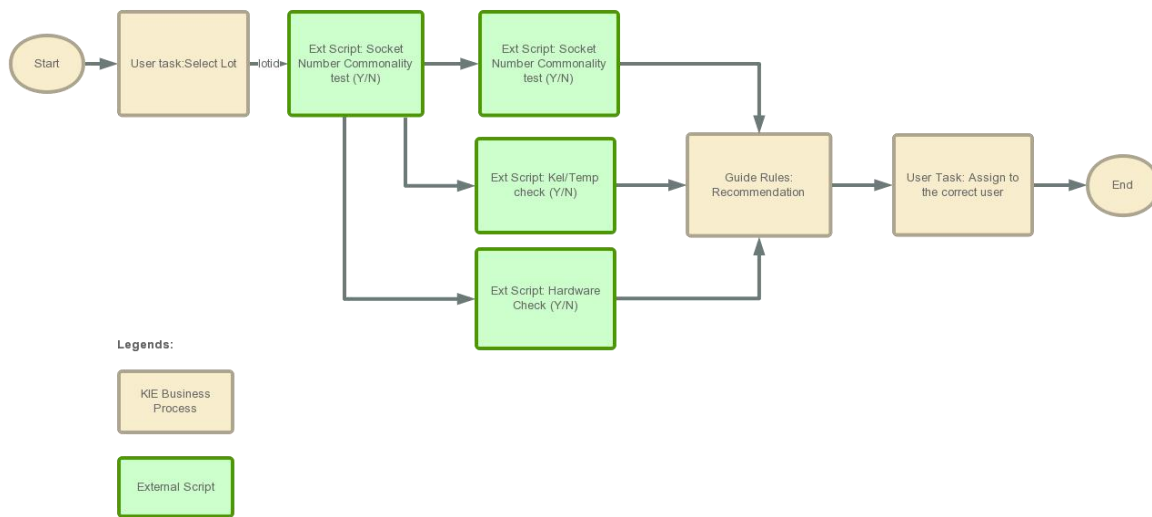 Start
User task:Select Lot
lotid
Ext Script: Socket
Number Commonality
test (Y/N)
Ext Script: Socket
Number Commonality
test (Y/N)
Ext Script: Kel/Temp
check (Y/N)
Ext Script: Hardware
Check (Y/N)
Guide Rules:
Recommendation
User Task: Assign to
the correct user
End
Legends:
KIE Business
Process
External Script